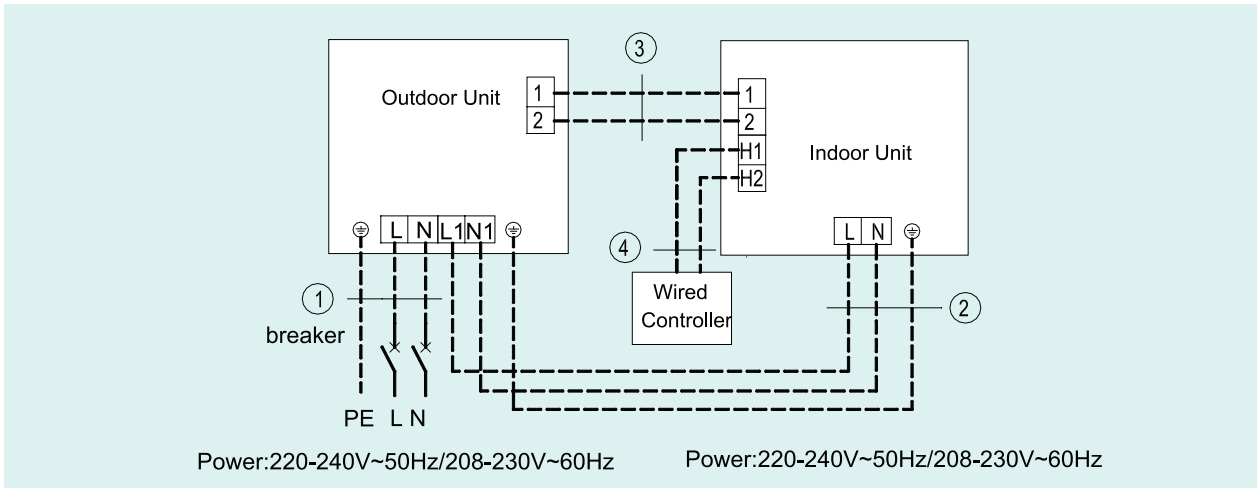 ③
Outdoor Unit
1
2
1
2
H1
H2
Indoor Unit
L N L1 N1
L N
④
Wired
Controller
①
breaker
②
PE L N
Power:220-240V~50Hz/208-230V~60Hz
Power:220-240V~50Hz/208-230V~60Hz